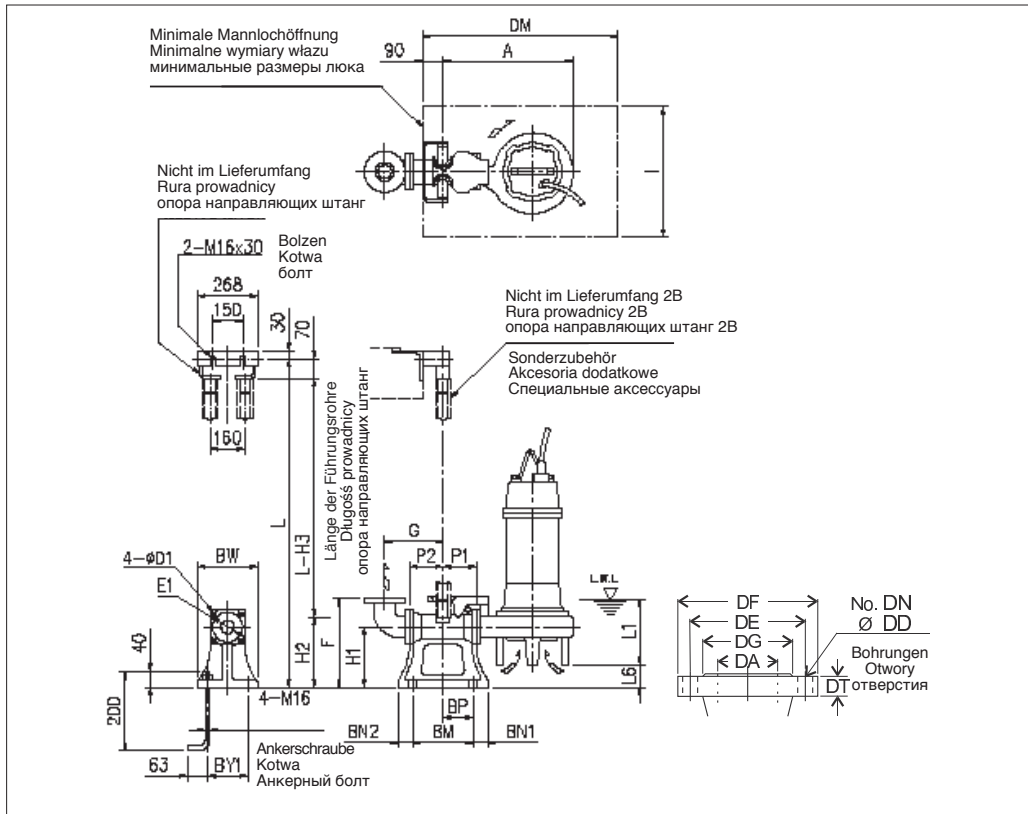 Minimale Mannlochöffnung
Minimalne wymiary włazu
минимальные размеры люка
DM
90
A
I
Nicht im Lieferumfang
Rura prowadnicy
опора направляющих штанг
2-M16x30
Bolzen
Kotwa
болт
268
150
30
70
160
Nicht im Lieferumfang 2B
Rura prowadnicy 2B
опора направляющих штанг 2B
Sonderzubehör
Akcesoria dodatkowe
Специальные аксессуары
L
L-H3
Länge der Führungsrohre
Długośś prowadnicy
опора направляющих штанг
G
P2
P1
4-øD1
BW
E1
L.W.L
40
H2
F
H1
L1
L6
4-M16
200
BP
BN2
BM
BN1
63
BY1
Ankerschraube
Kotwa
Анкерный болт
DF
DE
DG
DA
DT
No. DN
Ø DD
Bohrungen
Otwory
отверстия